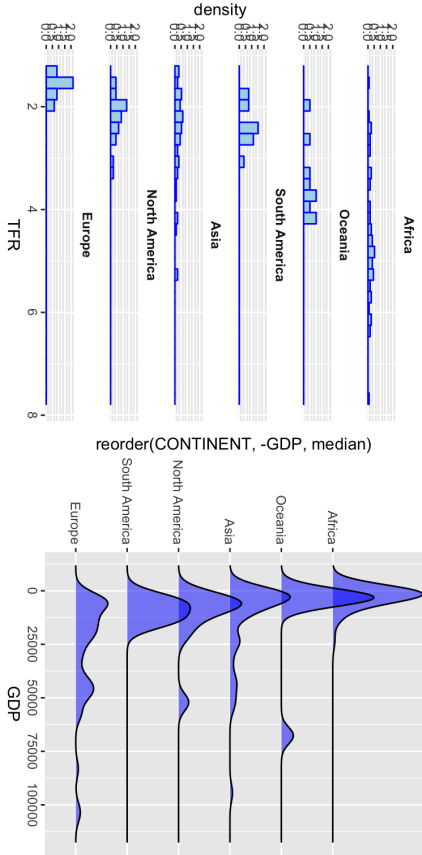 density
Africa
Oceania
South America
Asia
North America
Europe
2 4 6 8
TFR
reorder(CONTINENT, -GDP, median)
Africa
Oceania
Asia
North America
South America
Europe
0 25000 50000 75000 100000
GDP